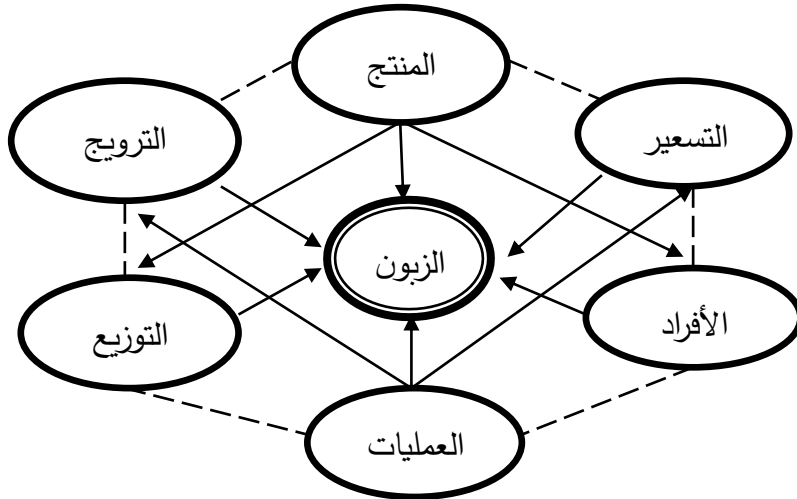 المنتج
التسعير
الترويج
الزبون
الأفراد
التوزيع
العمليات